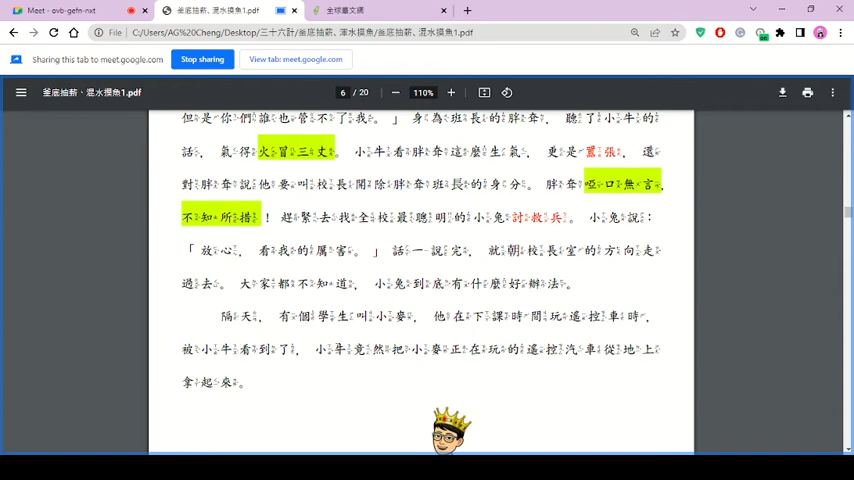 Meet - ovb-gefn-nxt
釜底抽薪、混水摸魚1.pdf
全球臺文網
File
C:/Users/AG%20Cheng/Desktop/三十六計/釜底抽薪、渾水摸魚/釜底抽薪、混水摸魚1.pdf
Sharing this tab to meet.google.com
Stop sharing
View tab: meet.google.com
釜底抽薪、混水摸魚1.pdf
6 / 20
110%
但是你們誰也管不了我。」身為班長的胖奔,聽了小牛的
話,氣得火冒三丈。小牛看胖奔這麼生氣,更是囂張,還
對胖奔說他要叫校長開除胖奔班長的身分。胖奔啞口無言,
不知所措!趕緊去找全校最聰明的小兔討救兵。小兔說:
「放心,看我的厲害。」話一說完,就朝校長室的方向走
過去。大家都不知道,小兔到底有什麼好辦法。
隔天,有個學生叫小麥,他在下課時間玩遙控車時,
被小牛看到了,小牛竟然把小麥正在玩的遙控汽車從地上
拿起來。